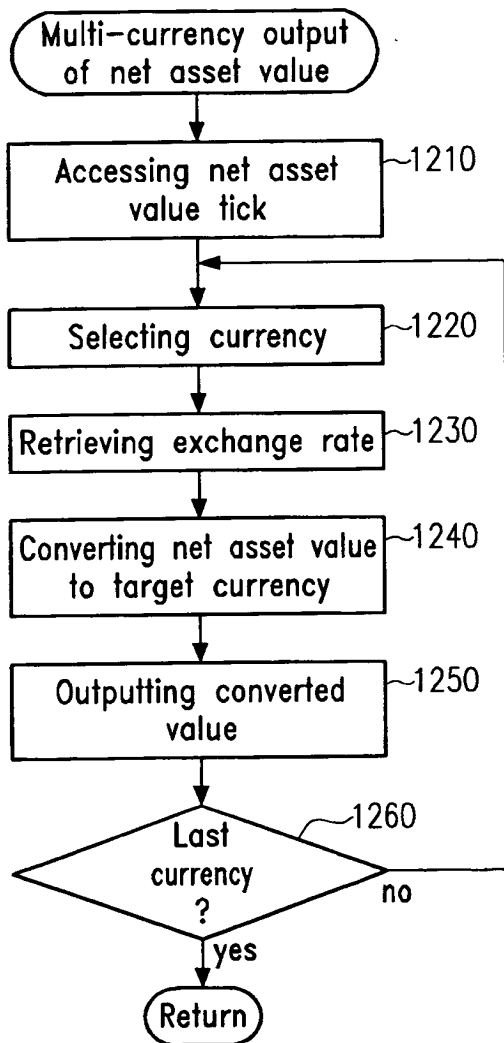 Multi-currency output
of net asset value
Accessing net asset
value tick
1210
Selecting currency
1220
Retrieving exchange rate
1230
Converting net asset value
to target currency
1240
Outputting converted
value
1250
Last
currency
?
1260
no
yes
Return